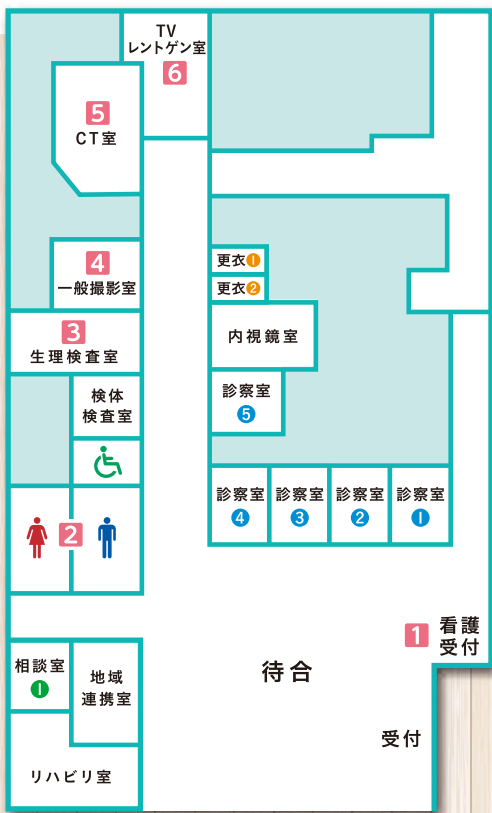 TV
レントゲン室
6
5
CT室
4
一般撮影室
更衣1
更衣2
3
生理検査室
内視鏡室
検体
検査室
診察室
5
診察室
4
診察室
3
診察室
2
診察室
1
2
1
看護
受付
相談室
1
地域
連携室
待合
受付
リハビリ室